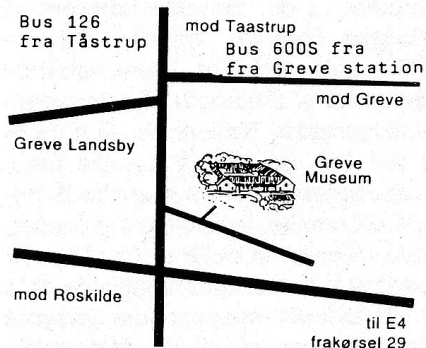 Bus 126
fra Tåstrup
mod Taastrup
Bus 600S fra
fra Greve station
mod Greve
Greve Landsby
Greve
Museum
mod Roskilde
til E4
frakørsel 29